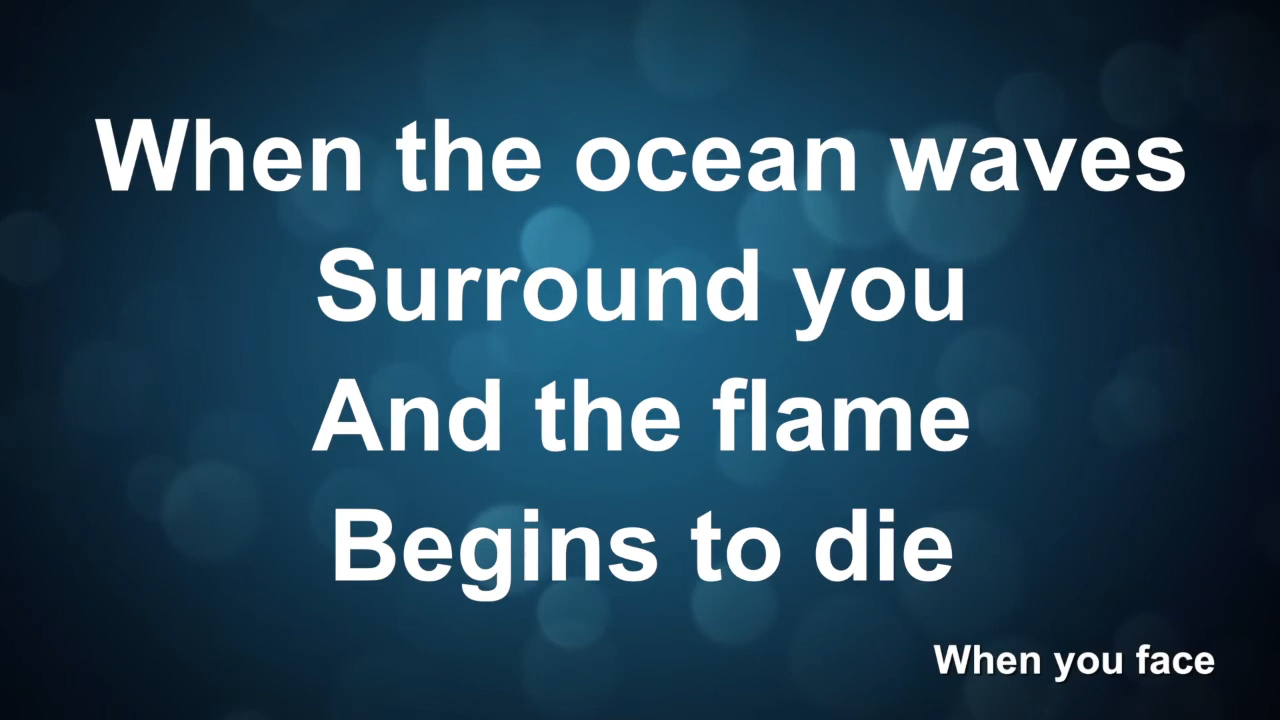 When the ocean waves
Surround you
And the flame
Begins to die
When you face